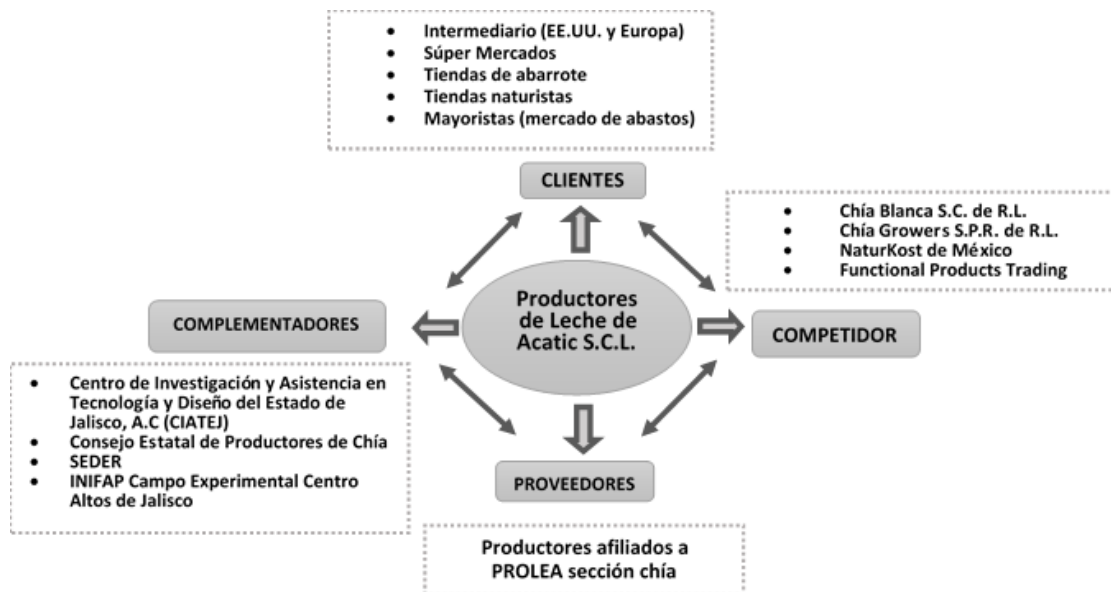 • Intermediario (EE.UU. y Europa)
• Súper Mercados
• Tiendas de abarrote
• Tiendas naturistas
• Mayoristas (mercado de abastos)
CLIENTES
• Chía Blanca S.C. de R.L.
• Chía Growers S.P.R. de R.L.
• NaturKost de México
• Functional Products Trading
Productores
de Leche de
Acatic S.C.L.
COMPLEMENTADORES
COMPETIDOR
• Centro de Investigación y Asistencia en
Tecnología y Diseño del Estado de
Jalisco, A.C (CIATEJ)
• Consejo Estatal de Productores de Chía
• SEDER
• INIFAP Campo Experimental Centro
Altos de Jalisco
PROVEEDORES
Productores afiliados a
PROLEA sección chía